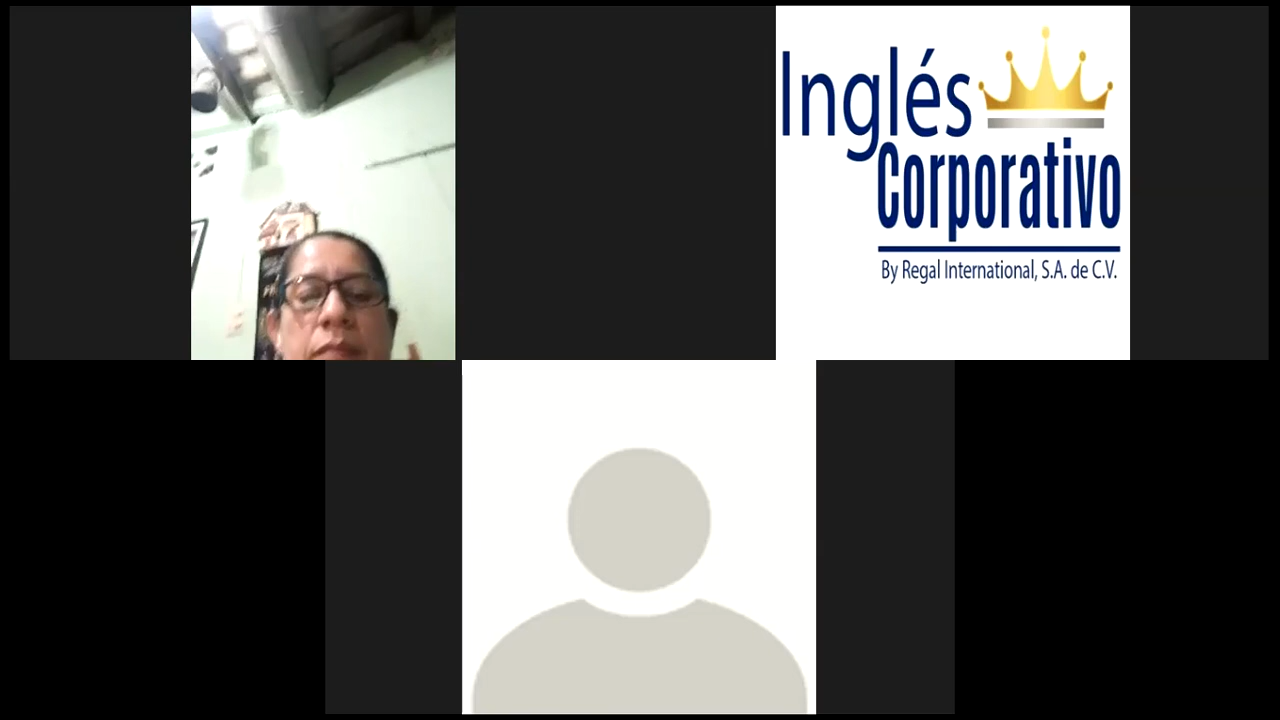 Inglés
Corporativo
By Regal International, S.A. de C.V.